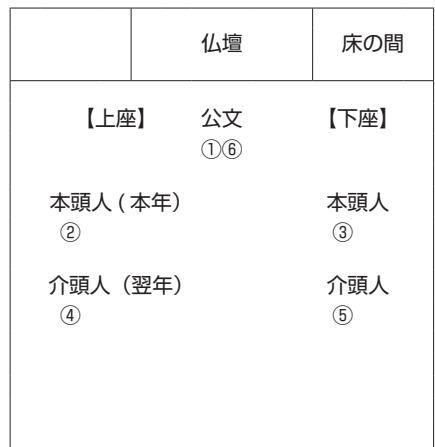 仏壇 床の間
【上座】 公文 【下座】
①⑥
本頭人（本年） 本頭人
② ③
介頭人（翌年） 介頭人
④ ⑤